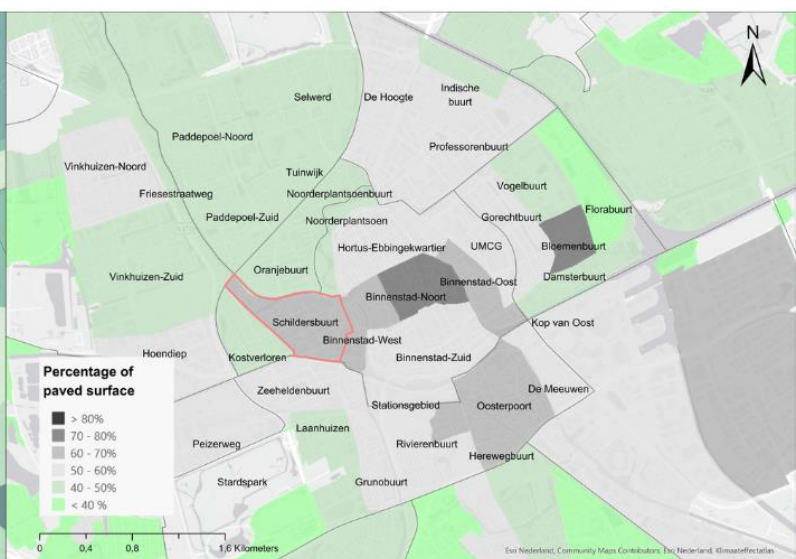 N
Selwerd
De Hoogte
Indische
buurt
Paddepoel-Noord
Professorenbuurt
Vinkhuizen-Noord
Tuinwijk
Friesestraatweg
Noorderplantsoenbuurt
Vogelbuurt
Paddepoel-Zuid
Noorderplantsoen
Gorechtbuurt
Florabuurt
Hortus-Ebbingekwartier
UMCG
Bloemenbuurt
Vinkhuizen-Zuid
Oranjebuurt
Binnenstad-Oost
Damsterbuurt
Binnenstad-Noort
Schildersbuurt
Kop van Oost
Binnenstad-West
Hoendiep
Kostverloren
Binnenstad-Zuid
Zeeheldenbuurt
De Meeuwen
Stationsgebied
Oosterpoort
Laanhuizen
Peizerweg
Rivierenbuurt
Herewegbuurt
Stardspark
Grunobuurt
Percentage of
paved surface
> 80%
70 - 80%
60 - 70%
50 - 60%
40 - 50%
< 40 %
0 0,4 0,8 1,6 Kilometers
Esri Nederland, Community Maps Contributors, Esri Nederland, Klimaateffectatlas